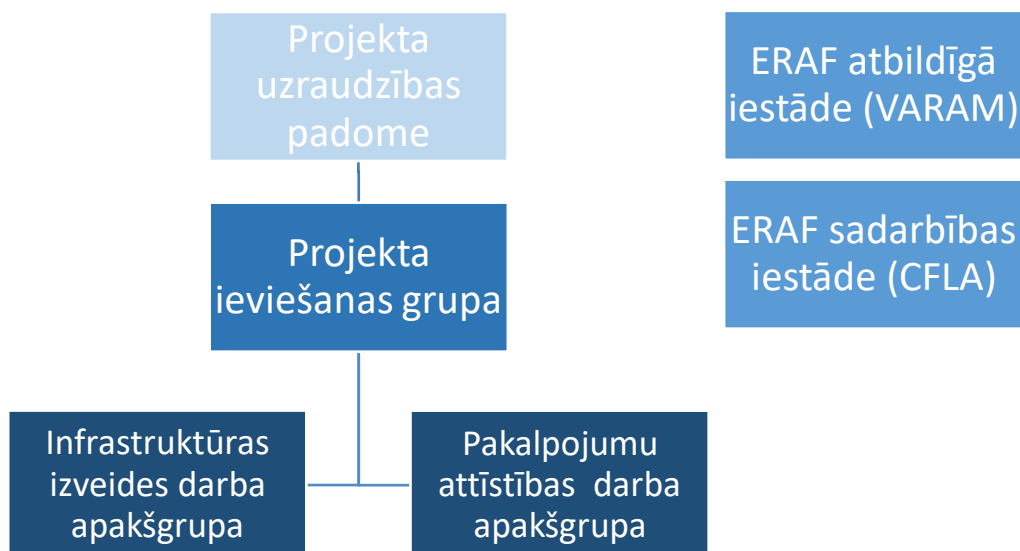 Projekta
uzraudzības
padome
ERAF atbildīgā
iestāde (VARAM)
Projekta
ieviešanas grupa
ERAF sadarbības
iestāde (CFLA)
Infrastruktūras
izveides darba
apakšgrupa
Pakalpojumu
attīstības darba
apakšgrupa